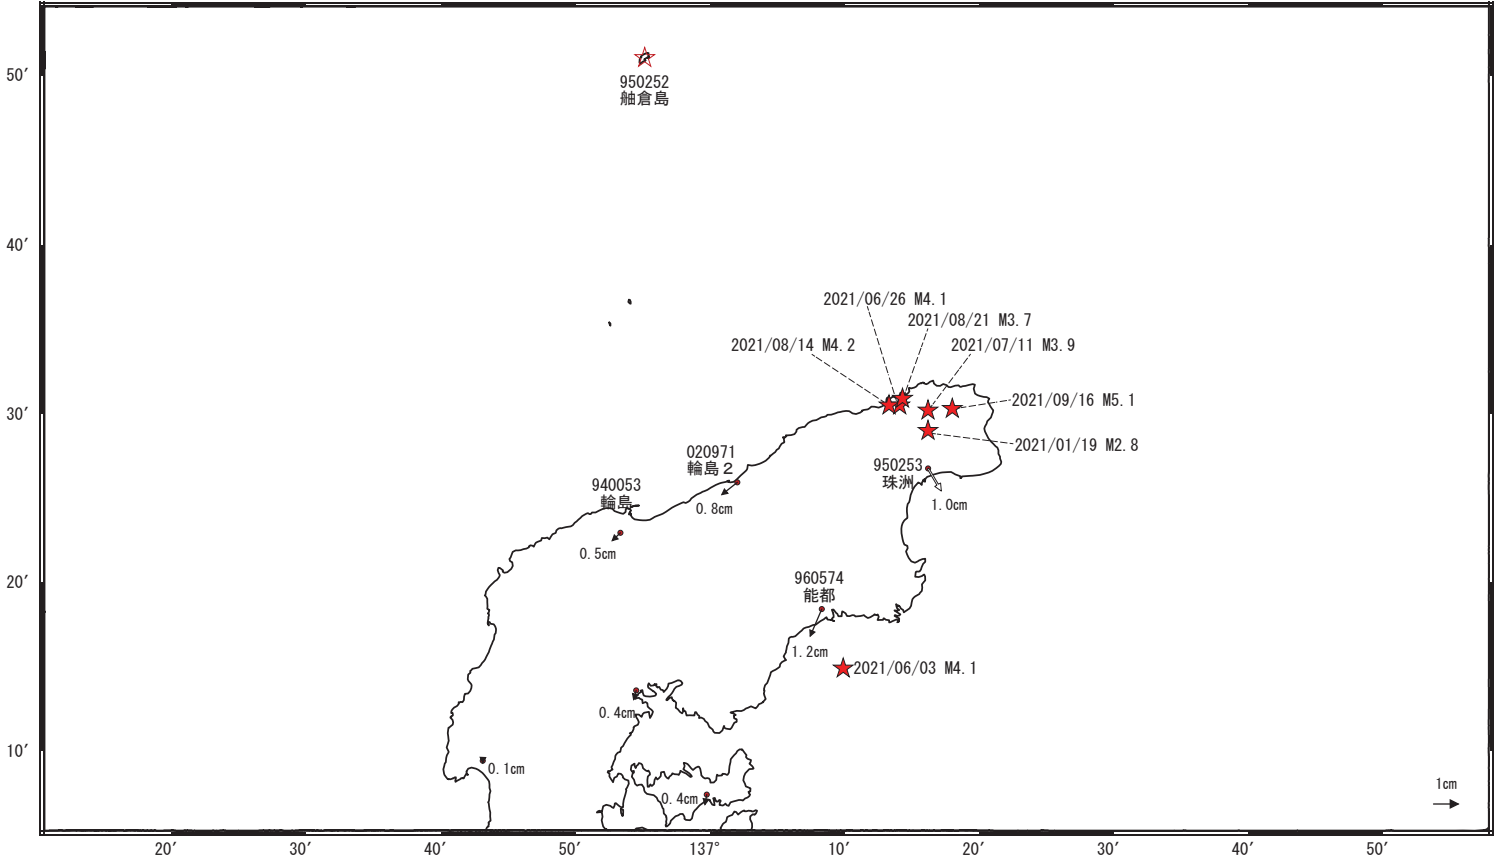 50′
950252
舳倉島
40′
2021/06/26 M4.1
2021/08/21 M3.7
2021/08/14 M4.2
2021/07/11 M3.9
30′
2021/09/16 M5.1
2021/01/19 M2.8
020971
輪島２
950253
珠洲
940053
輪島
0.8cm
1.0cm
0.5cm
20′
960574
能都
1.2cm
2021/06/03 M4.1
0.4cm
10′
0.1cm
0.4cm
1cm
20′
30′
40′
50′
137°
10′
20′
30′
40′
50′